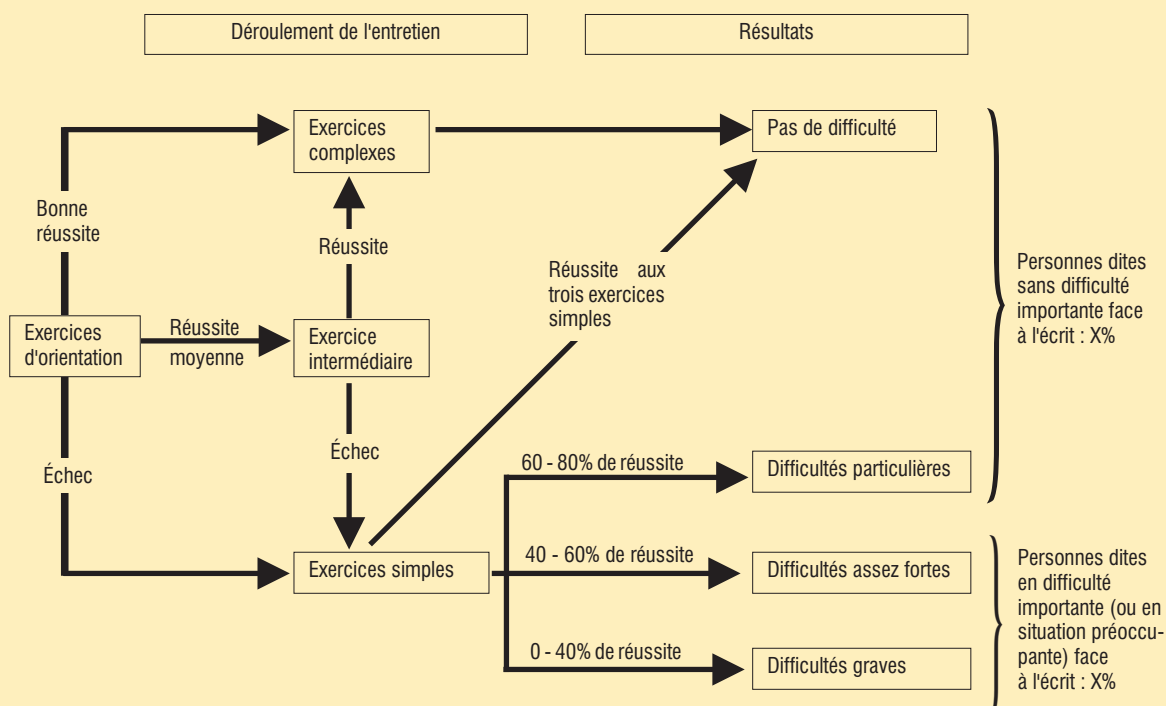 Déroulement de l'entretien
Résultats
Exercices
complexes
Pas de difficulté
Bonne
réussite
Réussite
Réussite aux
trois exercices
simples
Personnes dites
sans difficulté
importante face
à l'écrit : X%
Exercices
d'orientation
Réussite
moyenne
Exercice
intermédiaire
Échec
Échec
60 - 80% de réussite
Difficultés particulières
Exercices simples
40 - 60% de réussite
Difficultés assez fortes
0 - 40% de réussite
Difficultés graves
Personnes dites
en difficulté
importante (ou en
situation préoccu-
pante) face
à l'écrit : X%